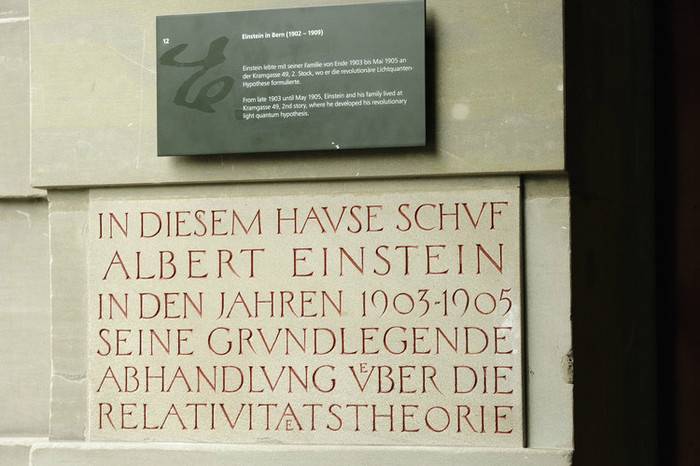 12
Einstein in Bern (1902 – 1909)
Einstein lebte mit seiner Familie von Ende 1903 bis Mai 1905 an
der Kramgasse 49, 2. Stock, wo er die revolutionäre Lichtquanten-
Hypothese formulierte.
From late 1903 until May 1905, Einstein and his family lived at
Kramgasse 49, 2nd story, where he developed his revolutionary
light quantum hypothesis.
IN DIESEM HAVSE SCHVF
ALBERT EINSTEIN
IN DEN JAHREN 1903-1905
SEINE GRVNDLEGENDE
ABHANDLVNG VͤBER DIE
RELATIVITÆTSTHEORIE